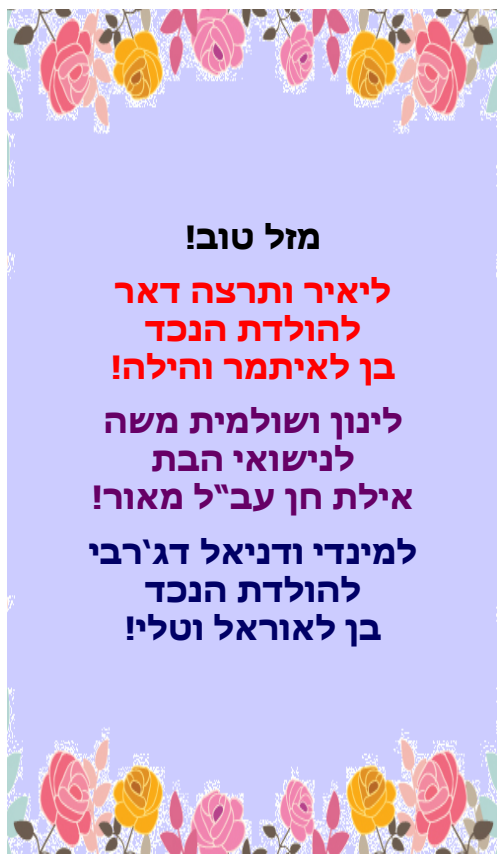 מזל טוב!
ליאיר ותרצה דאר
להולדת הנכד
בן לאיתמר והילה!
לינון ושולמית משה
לנישואי הבת
אילת חן עב"ל מאור!
למינדי ודניאל דג'רבי
להולדת הנכד
בן לאוראל וטלי!